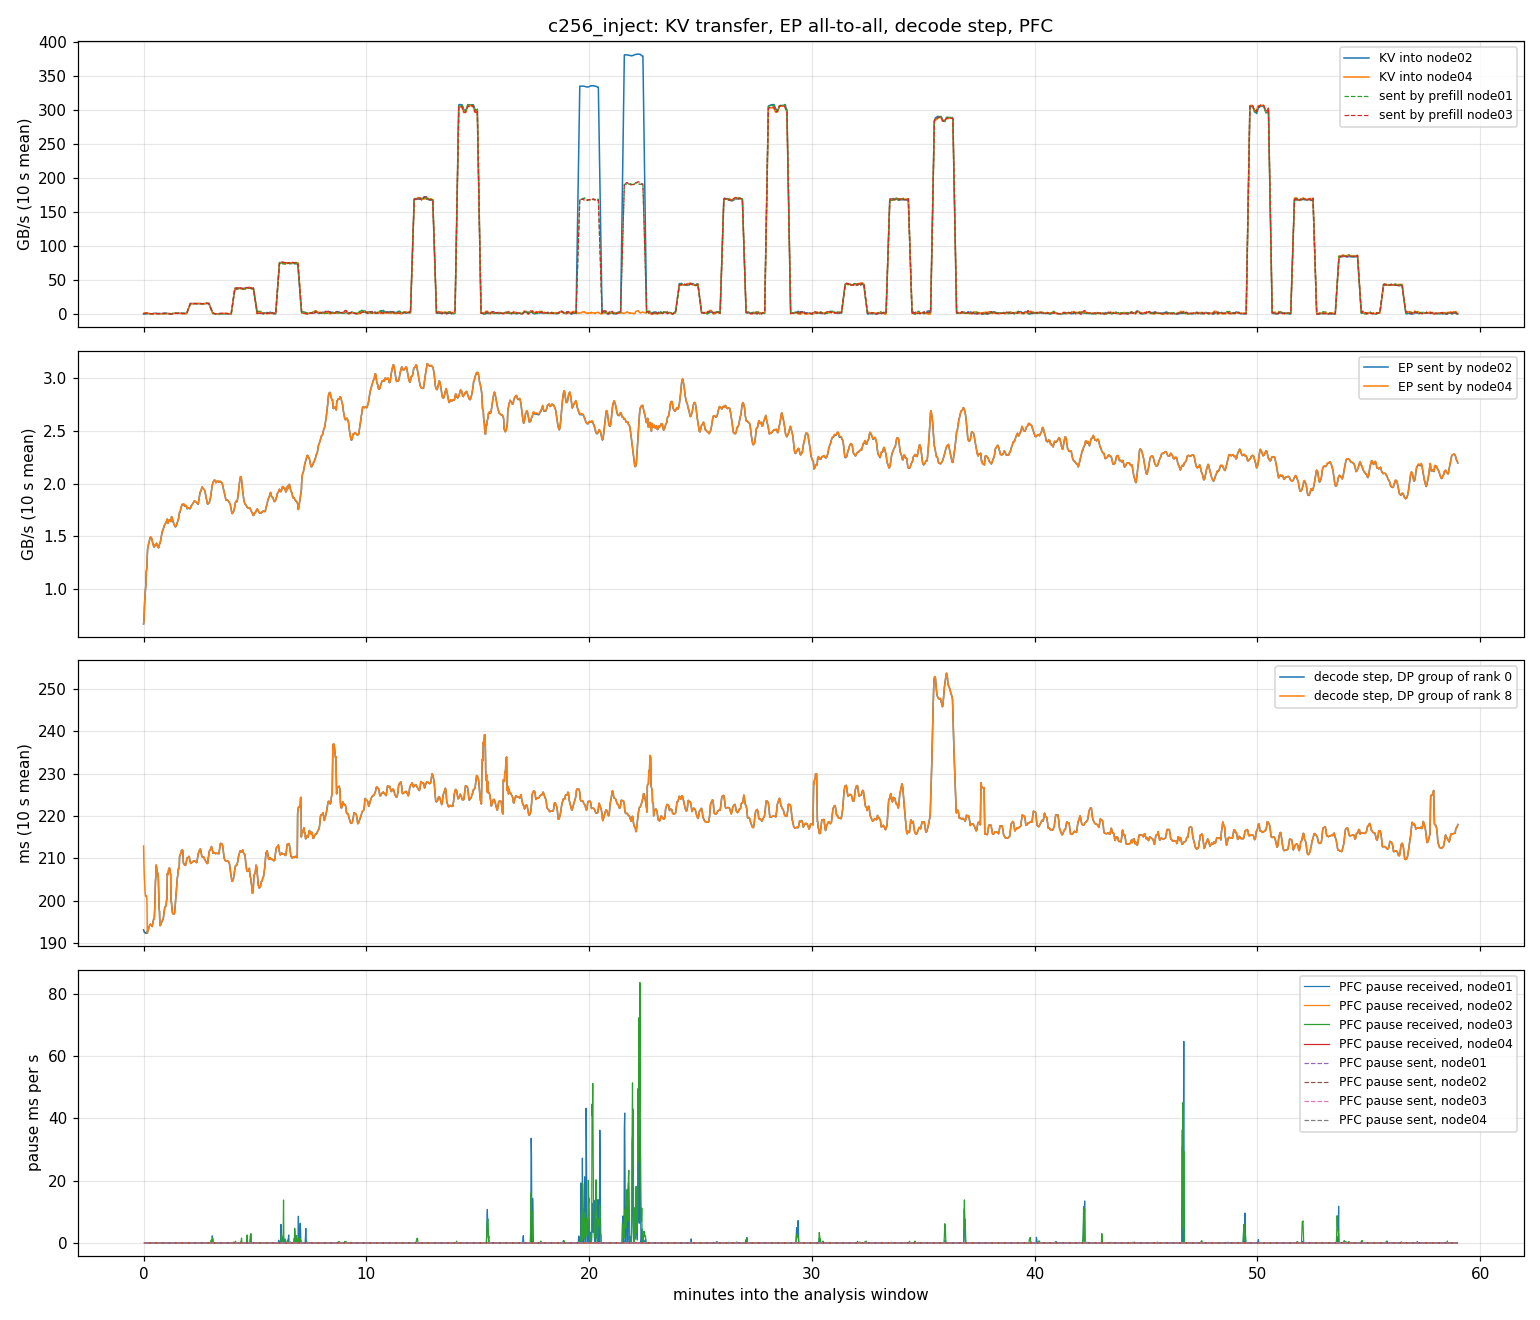 c256_inject: KV transfer, EP all-to-all, decode step, PFC
GB/s (10 s mean)
400
350
300
250
200
150
100
50
0
KV into node02
KV into node04
sent by prefill node01
sent by prefill node03
GB/s (10 s mean)
3.0
2.5
2.0
1.5
1.0
EP sent by node02
EP sent by node04
ms (10 s mean)
250
240
230
220
210
200
190
decode step, DP group of rank 0
decode step, DP group of rank 8
pause ms per s
80
60
40
20
0
PFC pause received, node01
PFC pause received, node02
PFC pause received, node03
PFC pause received, node04
PFC pause sent, node01
PFC pause sent, node02
PFC pause sent, node03
PFC pause sent, node04
0 10 20 30 40 50 60
minutes into the analysis window